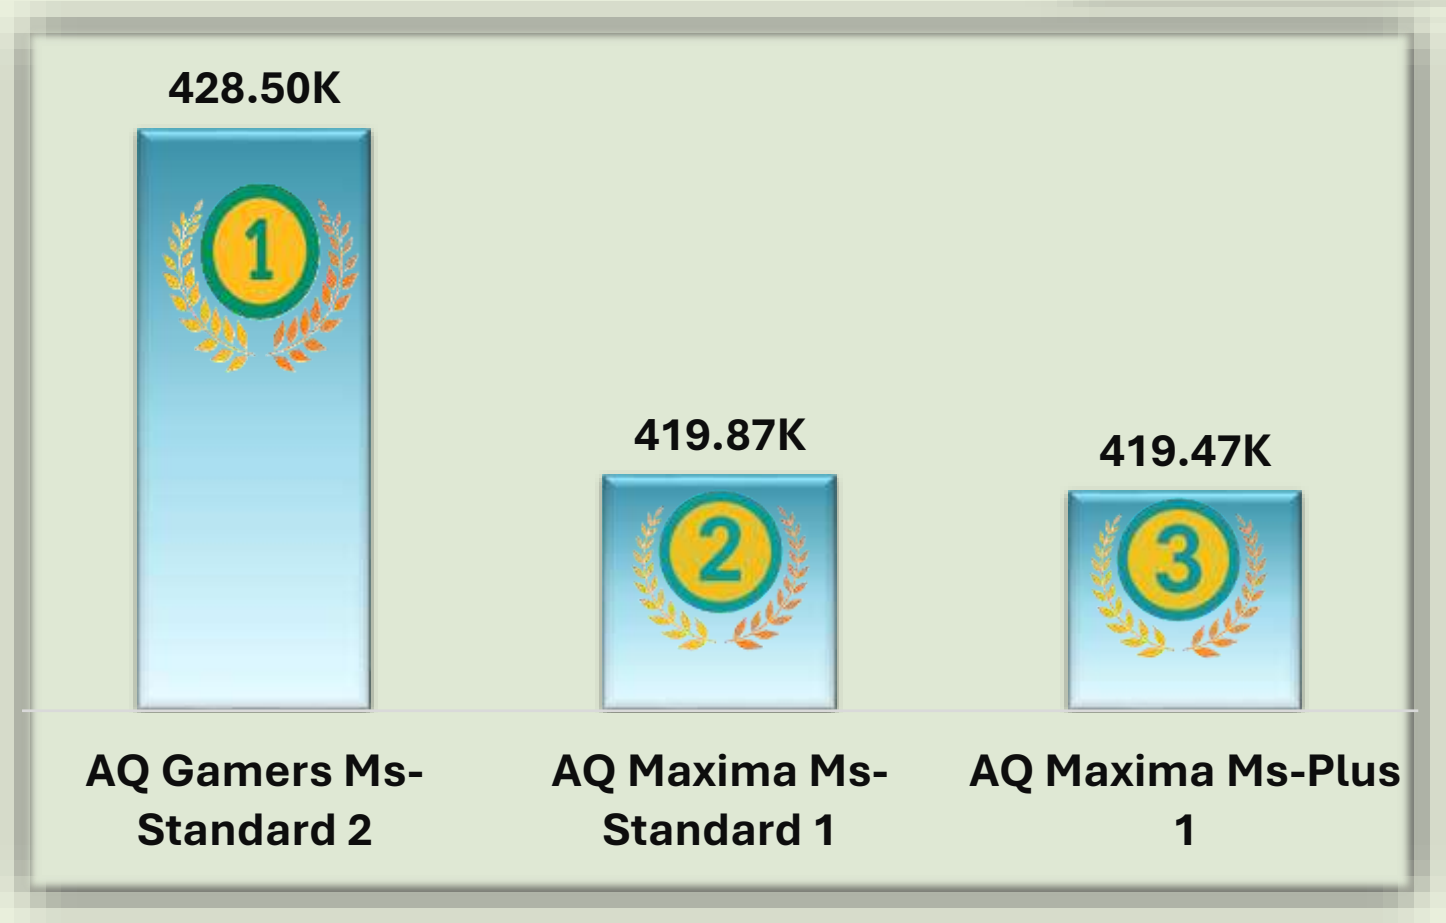 428.50K
1
419.87K
419.47K
2
3
AQ Gamers Ms-
Standard 2
AQ Maxima Ms-
Standard 1
AQ Maxima Ms-Plus
1